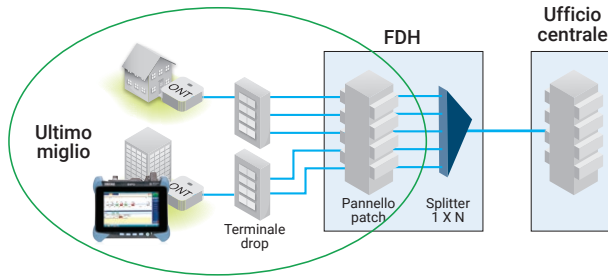 Ufficio
centrale
FDH
ONT
Ultimo
miglio
ONT
Terminale
drop
Pannello
patch
Splitter
1 X N